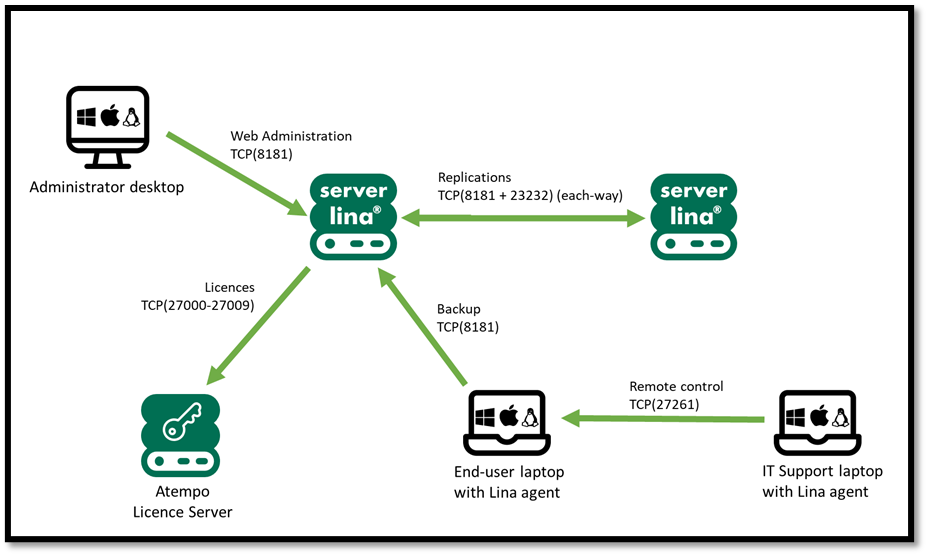 Web Administration
TCP(8181)
Administrator desktop
server
lina®
Replications
TCP(8181 + 23232) (each-way)
server
lina®
Licences
TCP(27000-27009)
Backup
TCP(8181)
Remote control
TCP(27261)
Atempo
Licence Server
End-user laptop
with Lina agent
IT Support laptop
with Lina agent